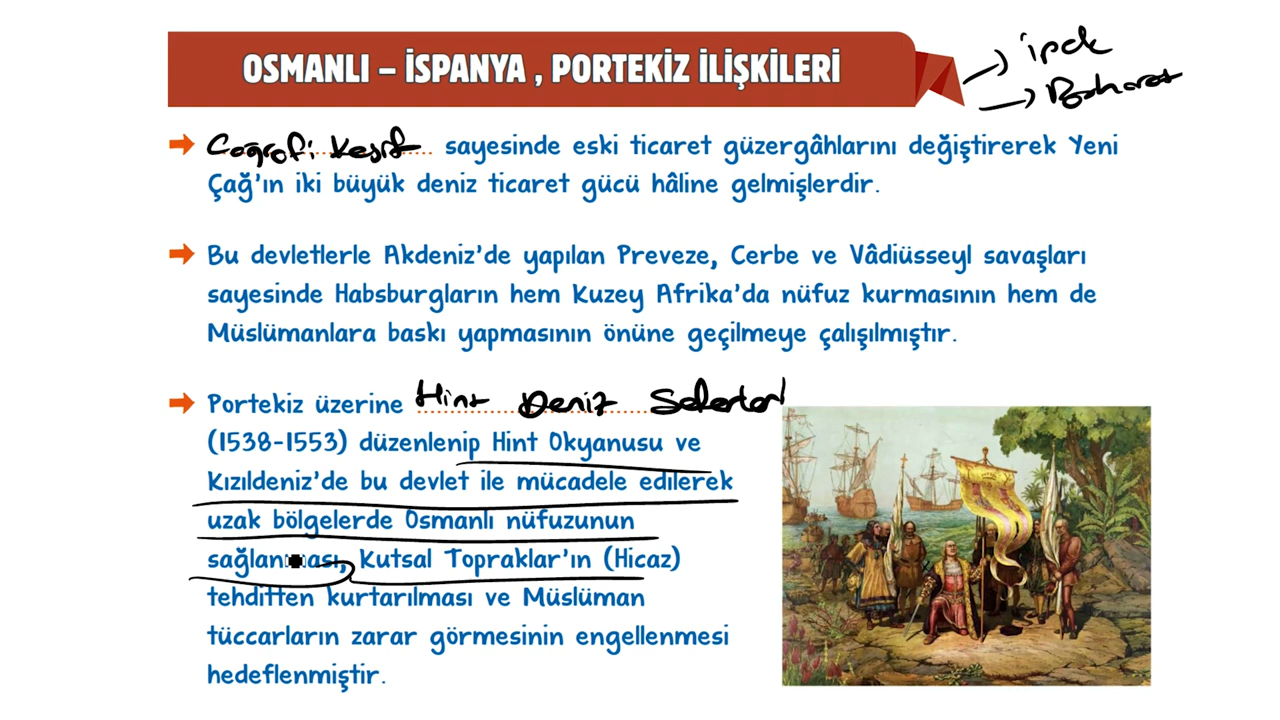 OSMANLI – İSPANYA , PORTEKİZ İLİŞKİLERİ
→ ipek
→ Baharat
Coğrafi Keşif sayesinde eski ticaret güzergâhlarını değiştirerek Yeni
Çağ'ın iki büyük deniz ticaret gücü hâline gelmişlerdir.
Bu devletlerle Akdeniz'de yapılan Preveze, Cerbe ve Vâdiüsseyl savaşları
sayesinde Habsburgların hem Kuzey Afrika'da nüfuz kurmasının hem de
Müslümanlara baskı yapmasının önüne geçilmeye çalışılmıştır.
Portekiz üzerine Hint Deniz Seferleri
(1538-1553) düzenlenip Hint Okyanusu ve
Kızıldeniz'de bu devlet ile mücadele edilerek
uzak bölgelerde Osmanlı nüfuzunun
sağlanması, Kutsal Topraklar'ın (Hicaz)
tehditten kurtarılması ve Müslüman
tüccarların zarar görmesinin engellenmesi
hedeflenmiştir.